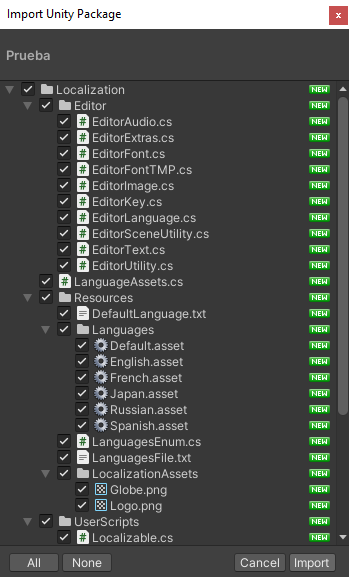 Import Unity Package
x
Prueba
Localization NEW
Editor NEW
# EditorAudio.cs NEW
# EditorExtras.cs NEW
# EditorFont.cs NEW
# EditorFontTMP.cs NEW
# EditorImage.cs NEW
# EditorKey.cs NEW
# EditorLanguage.cs NEW
# EditorSceneUtility.cs NEW
# EditorText.cs NEW
# EditorUtility.cs NEW
# LanguageAssets.cs NEW
Resources NEW
DefaultLanguage.txt NEW
Languages NEW
Default.asset NEW
English.asset NEW
French.asset NEW
Japan.asset NEW
Russian.asset NEW
Spanish.asset NEW
# LanguagesEnum.cs NEW
LanguagesFile.txt NEW
LocalizationAssets NEW
Globe.png NEW
Logo.png NEW
UserScripts NEW
# Localizable.cs NEW
All None Cancel Import